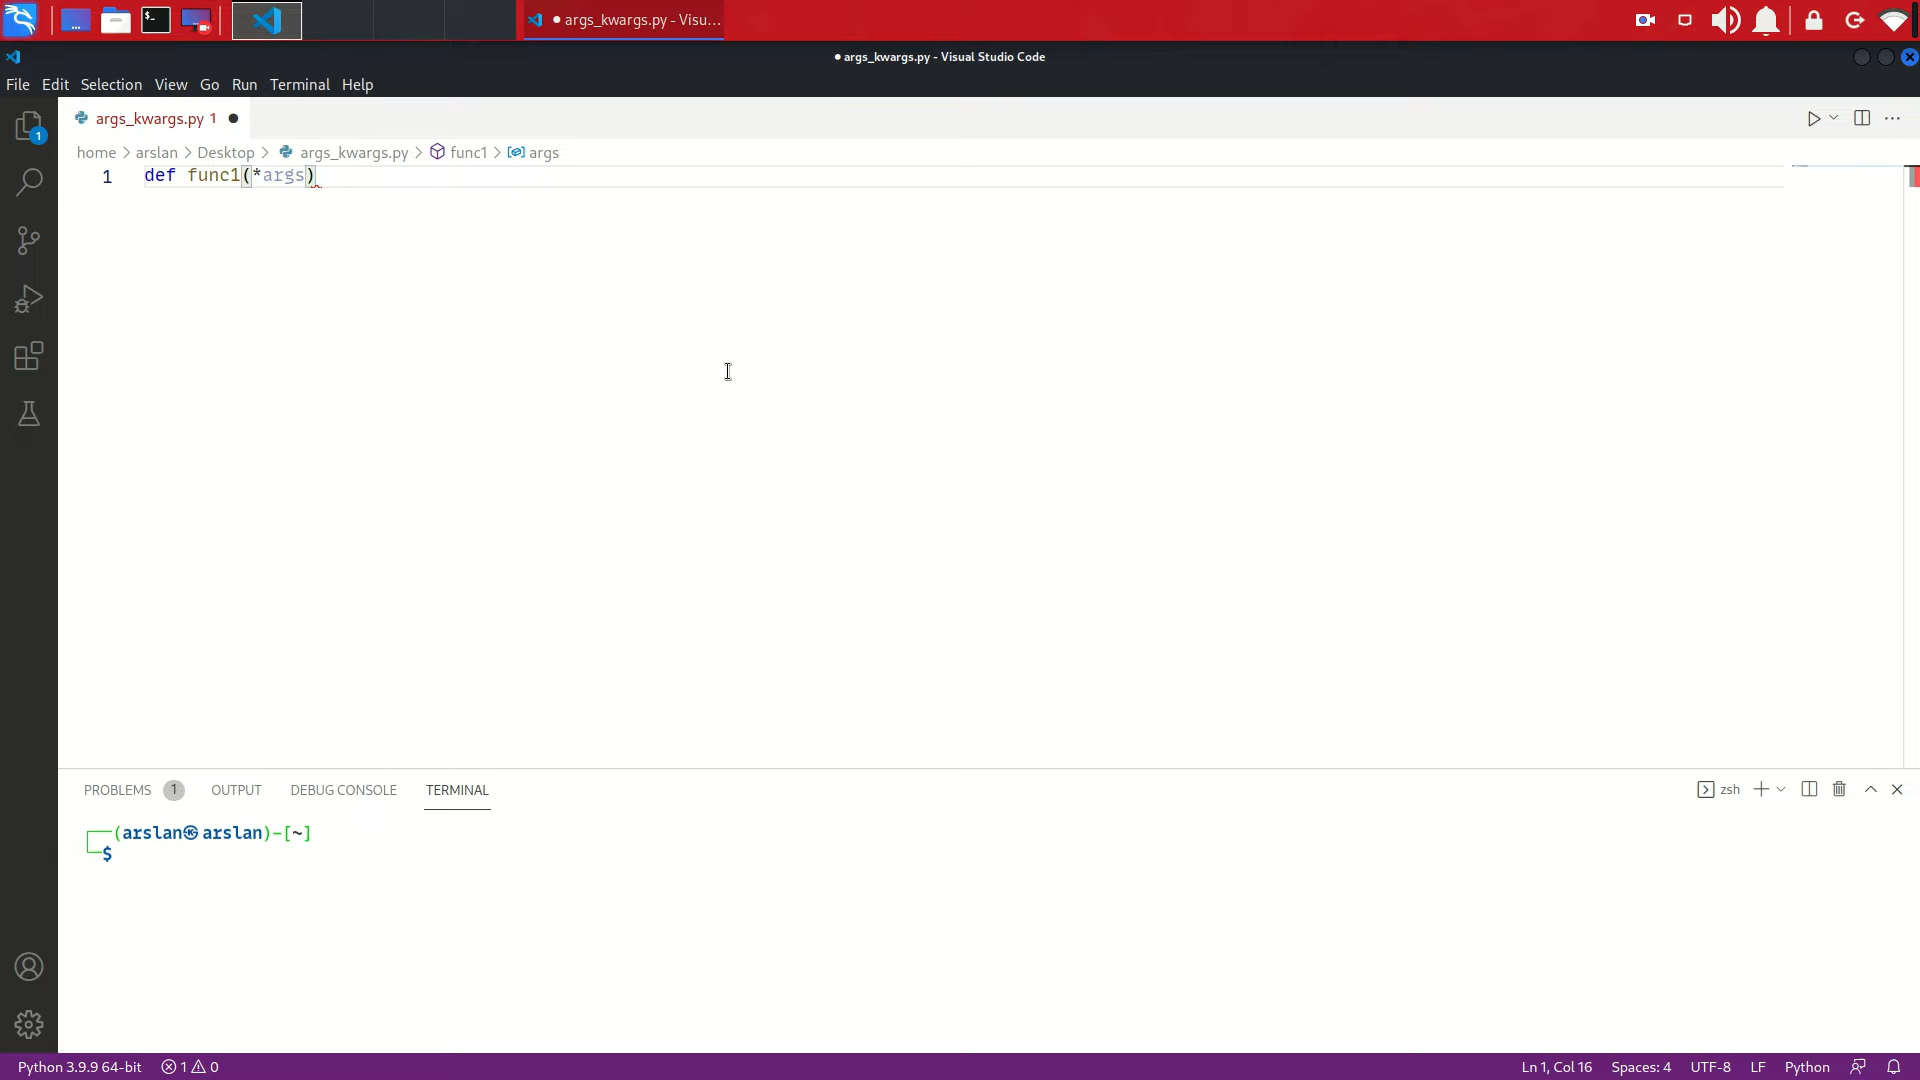 args_kwargs.py - Visu...
args_kwargs.py - Visual Studio Code
File Edit Selection View Go Run Terminal Help
1
args_kwargs.py 1
home > arslan > Desktop > args_kwargs.py > func1 > args
1 def func1(*args)
PROBLEMS 1 OUTPUT DEBUG CONSOLE TERMINAL zsh
(arslan㉿arslan)-[~]
$
Python 3.9.9 64-bit 1 0 Ln 1, Col 16 Spaces: 4 UTF-8 LF Python